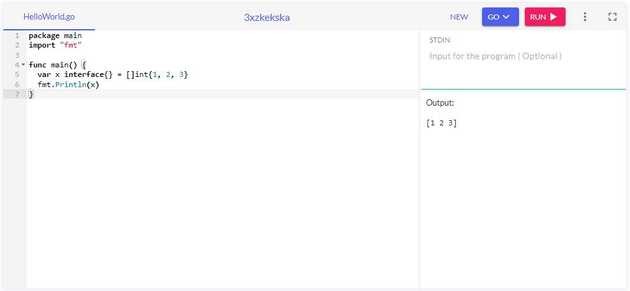 HelloWorld.go 3xzkekska NEW GO RUN
1 package main
2 import "fmt"
3
4 func main() {
5 var x interface{} = []int{1, 2, 3}
6 fmt.Println(x)
7 }
STDIN
Input for the program ( Optional )
Output:
[1 2 3]